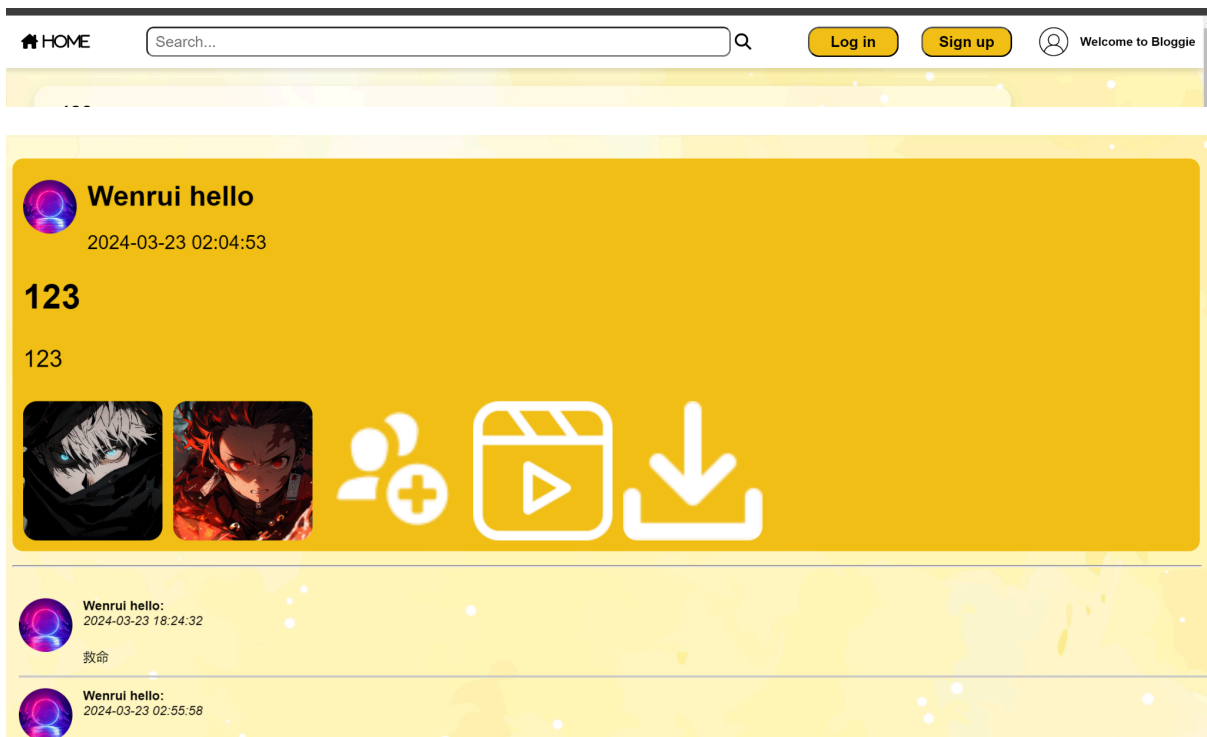 HOME
Search...
Log in
Sign up
Welcome to Bloggie
Wenrui hello
2024-03-23 02:04:53
123
123
Wenrui hello:
2024-03-23 18:24:32
救命
Wenrui hello:
2024-03-23 02:55:58